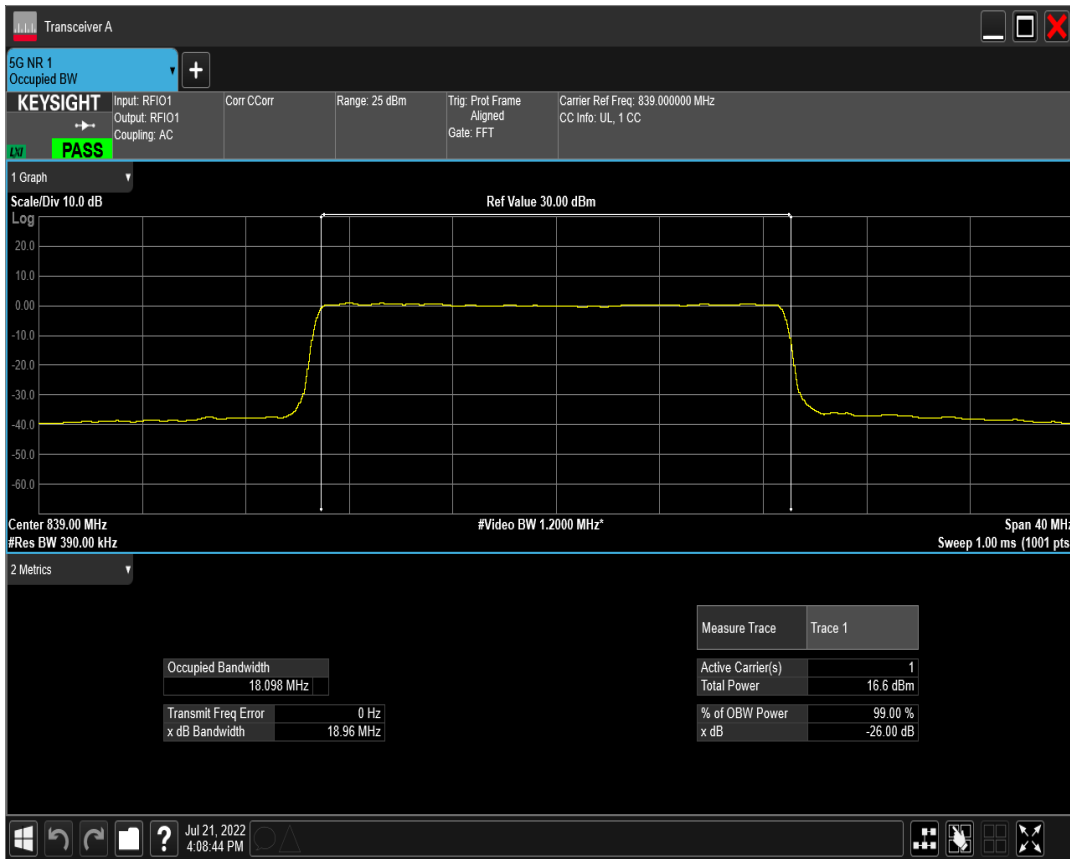 Transceiver A
5G NR 1
Occupied BW
KEYSIGHT
LXI
PASS
Input: RFIO1
Output: RFIO1
Coupling: AC
Corr CCorr
Range: 25 dBm
Trig: Prot Frame
Aligned
Gate: FFT
Carrier Ref Freq: 839.000000 MHz
CC Info: UL, 1 CC
1 Graph
Scale/Div 10.0 dB
Ref Value 30.00 dBm
Log
20.0
10.0
0.00
-10.0
-20.0
-30.0
-40.0
-50.0
-60.0
Center 839.00 MHz
#Video BW 1.2000 MHz*
Span 40 MHz
#Res BW 390.00 kHz
Sweep 1.00 ms (1001 pts
2 Metrics
Measure Trace Trace 1
Occupied Bandwidth
18.098 MHz
Active Carrier(s) 1
Total Power 16.6 dBm
Transmit Freq Error 0 Hz
x dB Bandwidth 18.96 MHz
% of OBW Power 99.00 %
x dB -26.00 dB
Jul 21, 2022
4:08:44 PM